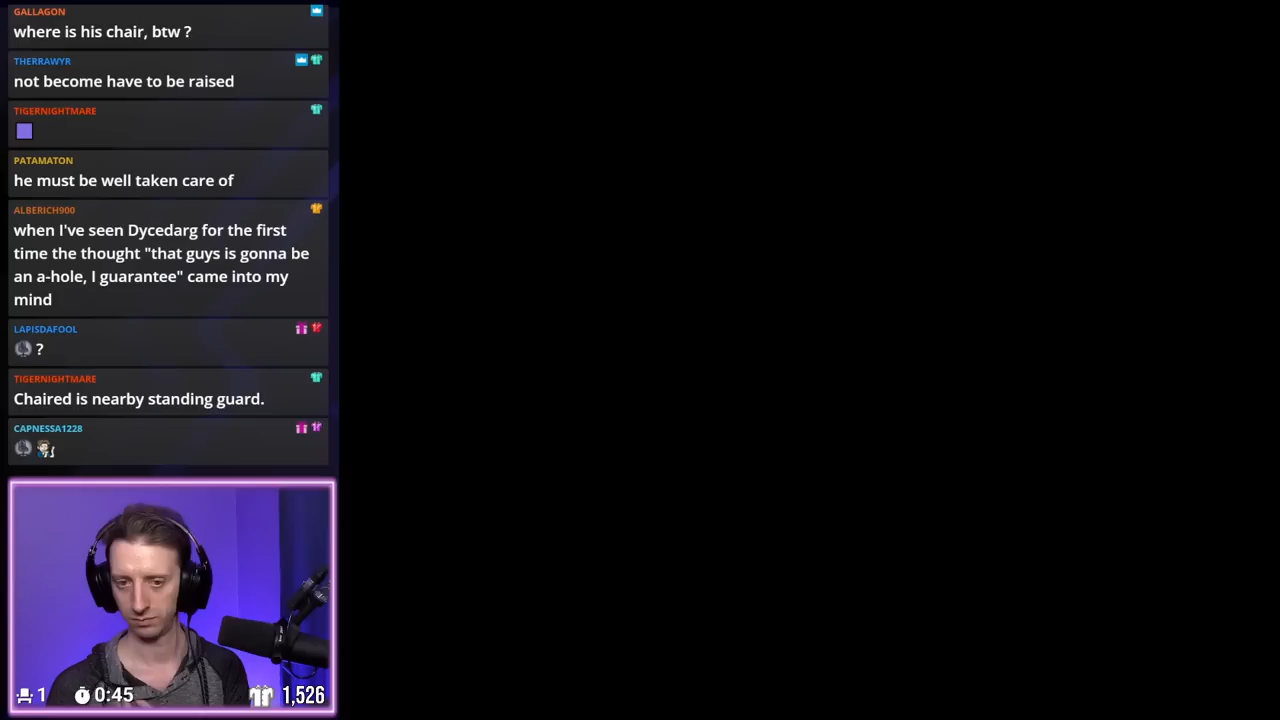 GALLAGON
where is his chair, btw ?
THERRAWYR
not become have to be raised
TIGERNIGHTMARE
PATAMATON
he must be well taken care of
ALBERICH900
when I've seen Dycedarg for the first
time the thought "that guys is gonna be
an a-hole, I guarantee" came into my
mind
LAPISDAFOOL
?
TIGERNIGHTMARE
Chaired is nearby standing guard.
CAPNESSA1228
1 0:45 1,526